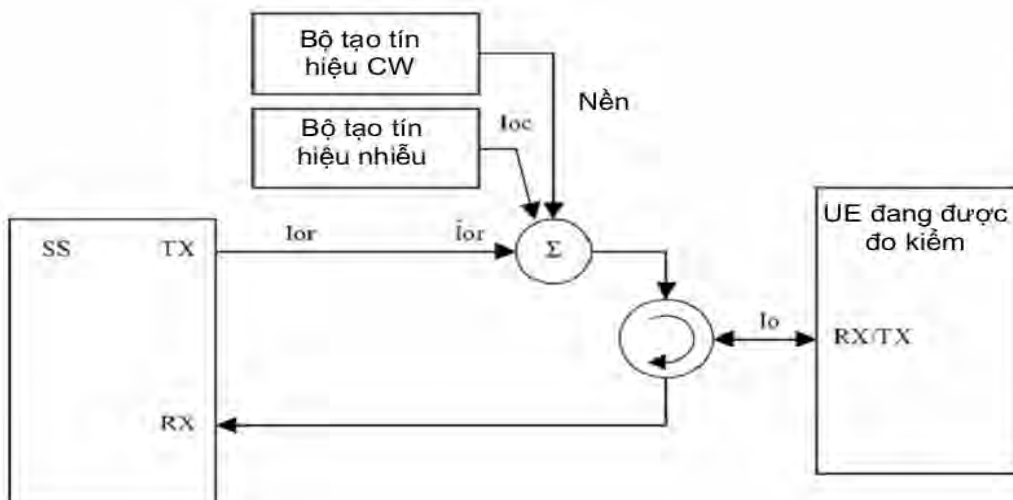 Bộ tạo tín
hiệu CW
Nền
Bộ tạo tín
hiệu nhiễu
Ioc
SS
TX
Ior
Îor
Σ
UE đang được
đo kiểm
Io
RX/TX
RX